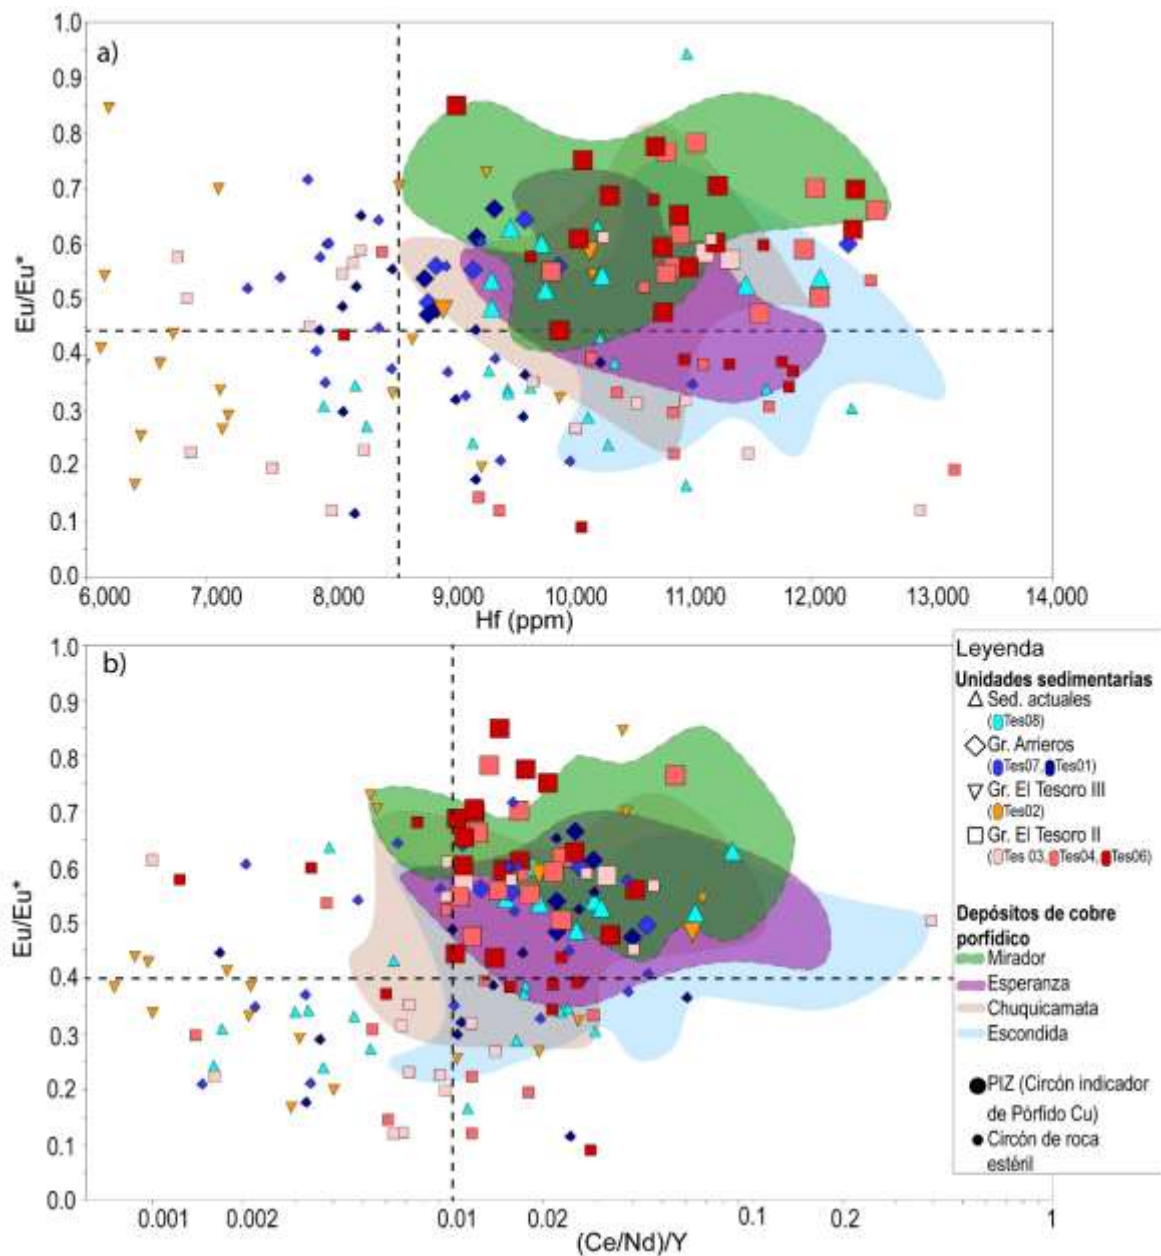 a)
1.0
0.9
0.8
0.7
0.6
0.5
0.4
0.3
0.2
0.1
0.0
Eu/Eu*
6,000 7,000 8,000 9,000 10,000 11,000 12,000 13,000 14,000
Hf (ppm)
b)
1.0
0.9
0.8
0.7
0.6
0.5
0.4
0.3
0.2
0.1
0.0
Eu/Eu*
0.001 0.002 0.01 0.02 0.1 0.2 1
(Ce/Nd)/Y
Leyenda
Unidades sedimentarias
Sed. actuales
(Tes08)
Gr. Arrieros
(Tes07, Tes01)
Gr. El Tesoro III
(Tes02)
Gr. El Tesoro II
(Tes 03, Tes04, Tes06)
Depósitos de cobre
porfídico
Mirador
Esperanza
Chuquicamata
Escondida
PIZ (Circón indicador
de Pórfido Cu)
Circón de roca
estéril